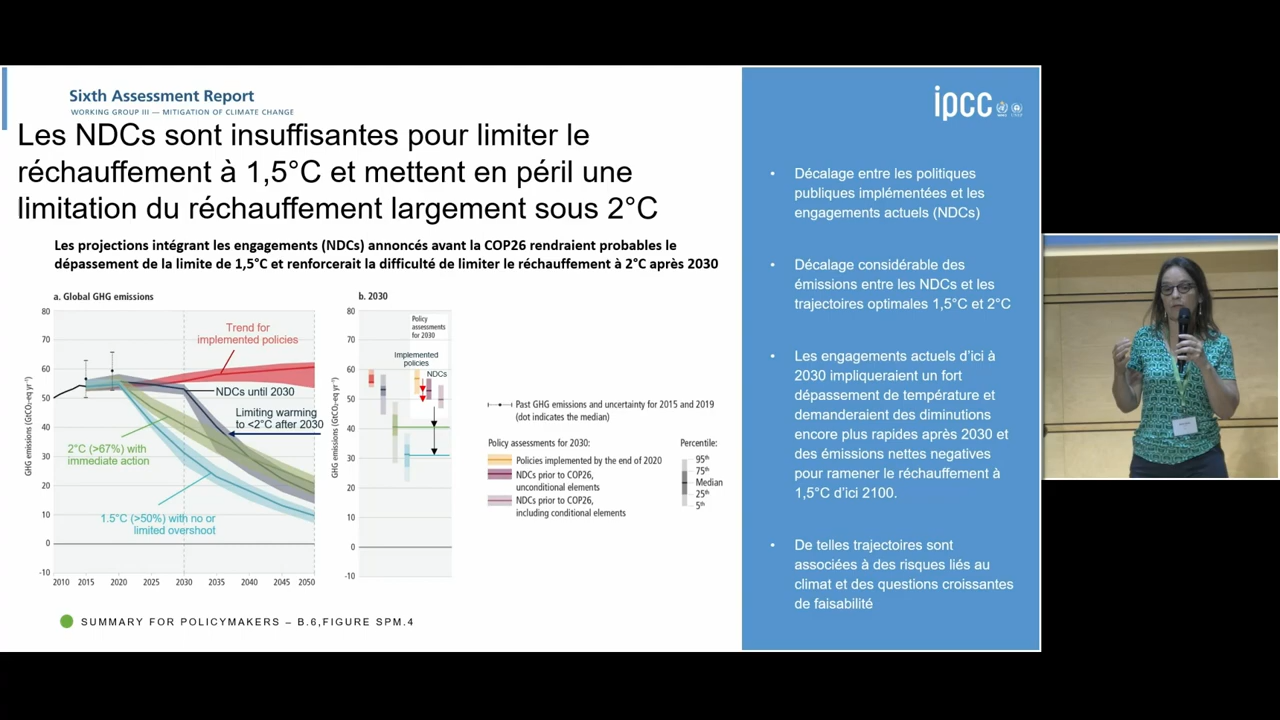 Sixth Assessment Report
WORKING GROUP III — MITIGATION OF CLIMATE CHANGE
Les NDCs sont insuffisantes pour limiter le
réchauffement à 1,5°C et mettent en péril une
limitation du réchauffement largement sous 2°C
Les projections intégrant les engagements (NDCs) annoncés avant la COP26 rendraient probables le
dépassement de la limite de 1,5°C et renforcerait la difficulté de limiter le réchauffement à 2°C après 2030
a. Global GHG emissions
GHG emissions (GtCO₂-eq yr⁻¹)
80
70
60
50
40
30
20
10
0
-10
2010 2015 2020 2025 2030 2035 2040 2045 2050
Trend for
implemented policies
NDCs until 2030
Limiting warming
to <2°C after 2030
2°C (>67%) with
immediate action
1.5°C (>50%) with no or
limited overshoot
b. 2030
GHG emissions (GtCO₂-eq yr⁻¹)
80
70
60
50
40
30
20
10
0
-10
Policy
assessments
for 2030
Implemented
policies
NDCs
Past GHG emissions and uncertainty for 2015 and 2019
(dot indicates the median)
Policy assessments for 2030:
Policies implemented by the end of 2020
NDCs prior to COP26,
unconditional elements
NDCs prior to COP26,
including conditional elements
Percentile:
95th
75th
Median
25th
5th
SUMMARY FOR POLICYMAKERS – B.6,FIGURE SPM.4
ipcc
• Décalage entre les politiques
publiques implémentées et les
engagements actuels (NDCs)
• Décalage considérable des
émissions entre les NDCs et les
trajectoires optimales 1,5°C et 2°C
• Les engagements actuels d'ici à
2030 impliqueraient un fort
dépassement de température et
demanderaient des diminutions
encore plus rapides après 2030 et
des émissions nettes negatives
pour ramener le réchauffement à
1,5°C d'ici 2100.
• De telles trajectoires sont
associées à des risques liés au
climat et des questions croissantes
de faisabilité